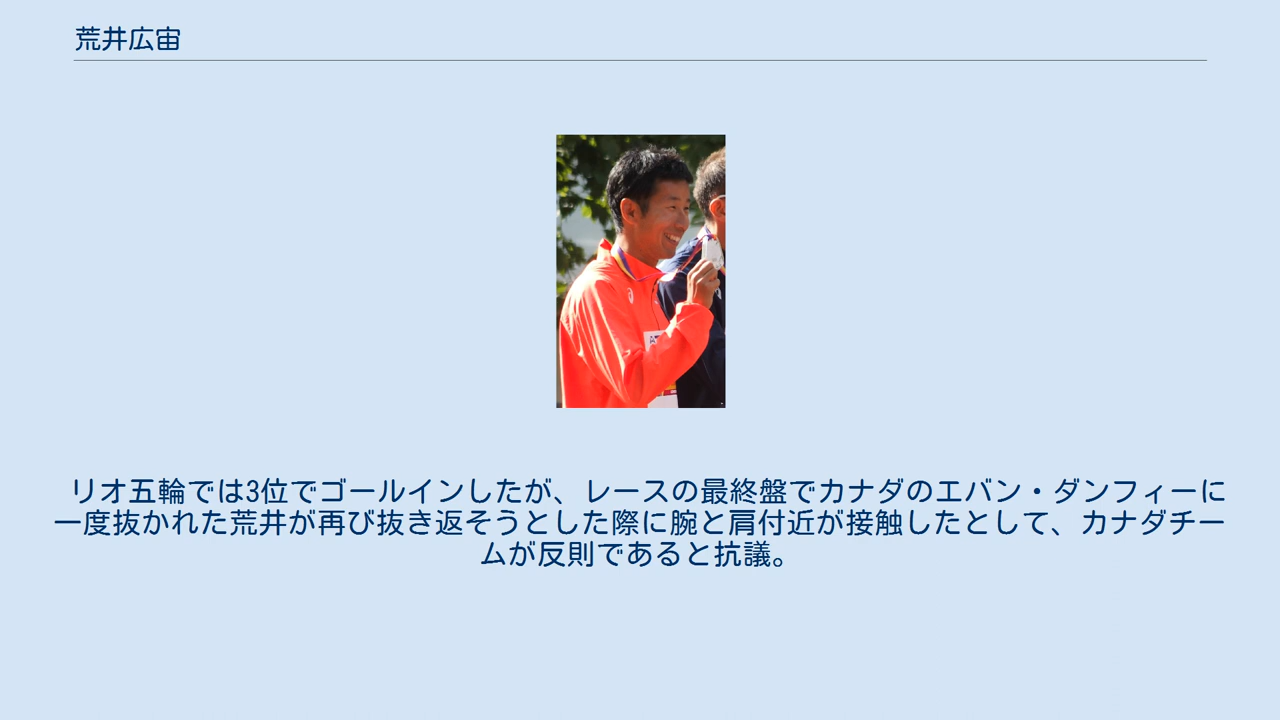 荒井広宙
リオ五輪では3位でゴールインしたが、レースの最終盤でカナダのエバン・ダンフィーに
一度抜かれた荒井が再び抜き返そうとした際に腕と肩付近が接触したとして、カナダチー
ムが反則であると抗議。